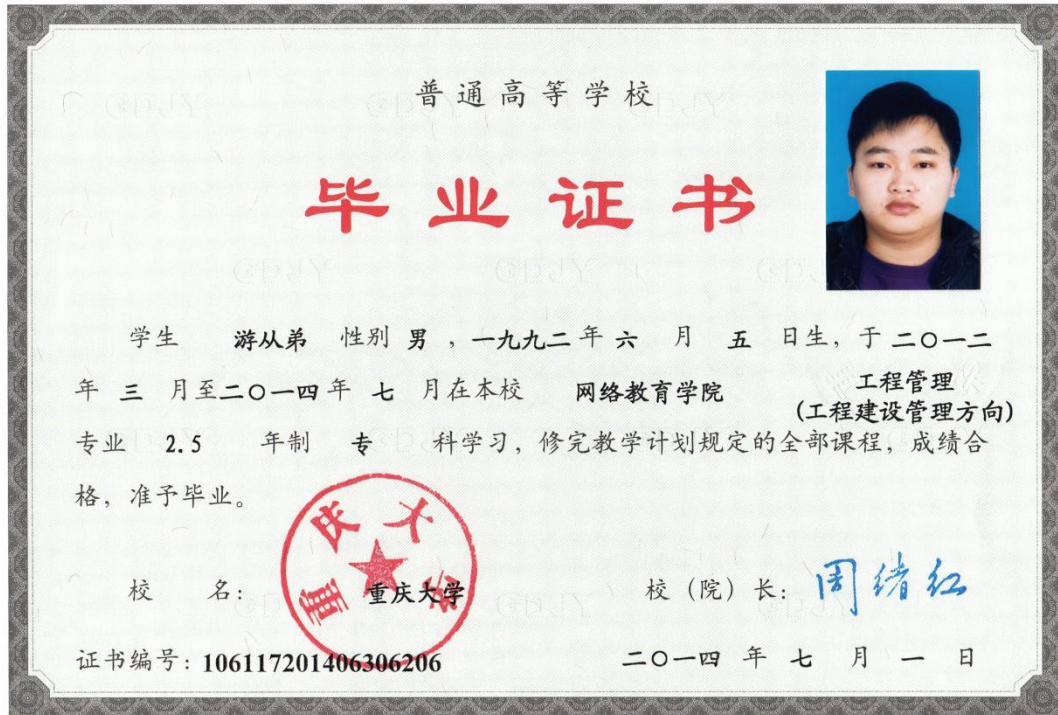 普通高等学校
毕业证书
学生 游从弟 性别 男 ，一九九二 年 六 月 五 日生，于 二〇一二
年 三 月至二〇一四 年 七 月在本校 网络教育学院 工程管理
(工程建设管理方向)
专业 2.5 年制 专 科学习，修完教学计划规定的全部课程，成绩合
格，准予毕业。
重庆大学
校 名： 重庆大学 校（院）长：周绪红
证书编号：106117201406306206 二〇一四 年 七 月 一 日